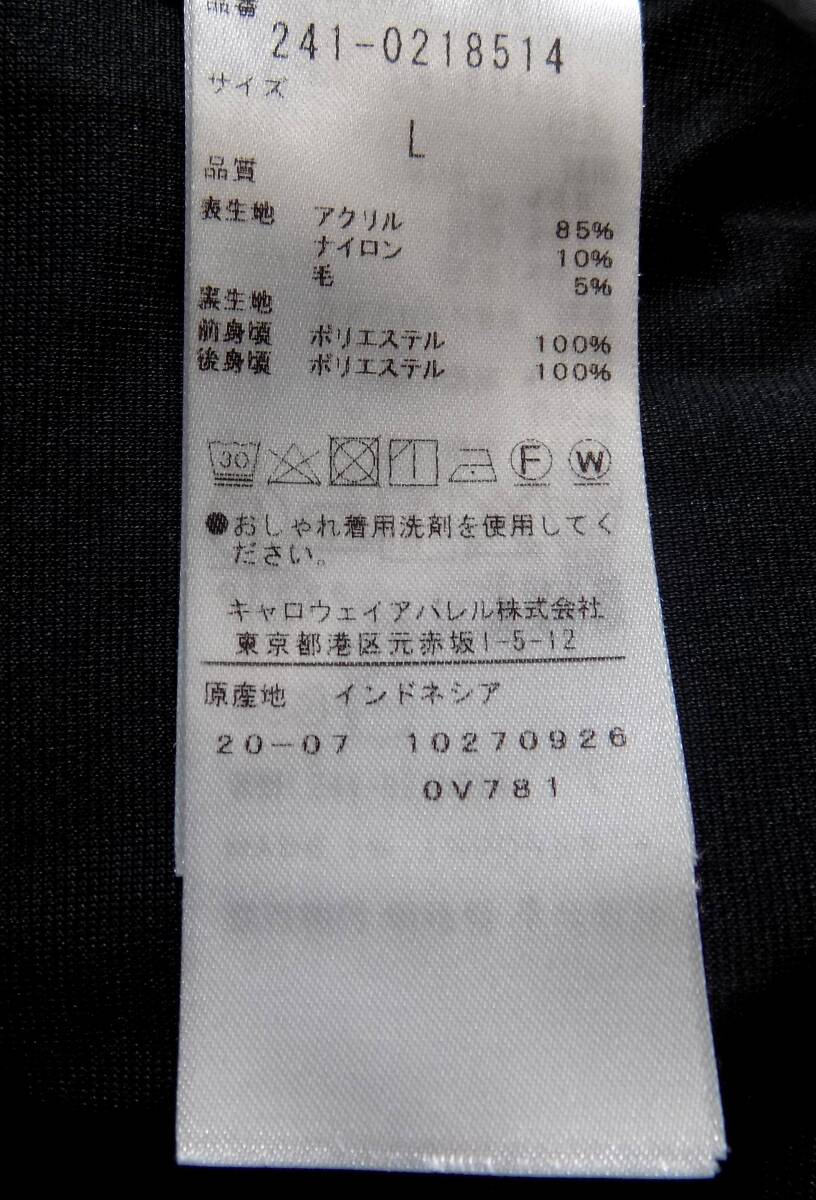 品番
241-0218514
サイズ
L
品質
表生地 アクリル 85%
ナイロン 10%
毛 5%
裏生地
前身頃 ポリエステル 100%
後身頃 ポリエステル 100%
30 F W
●おしゃれ着用洗剤を使用してく
ださい。
キャロウェイアパレル株式会社
東京都港区元赤坂1-5-12
原産地 インドネシア
20-07 10270926
0V781